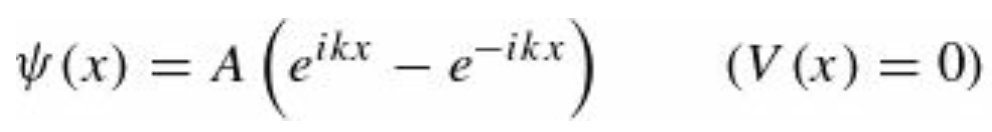 ψ(x) = A(e^{ikx} − e^{−ikx})  (V(x) = 0)